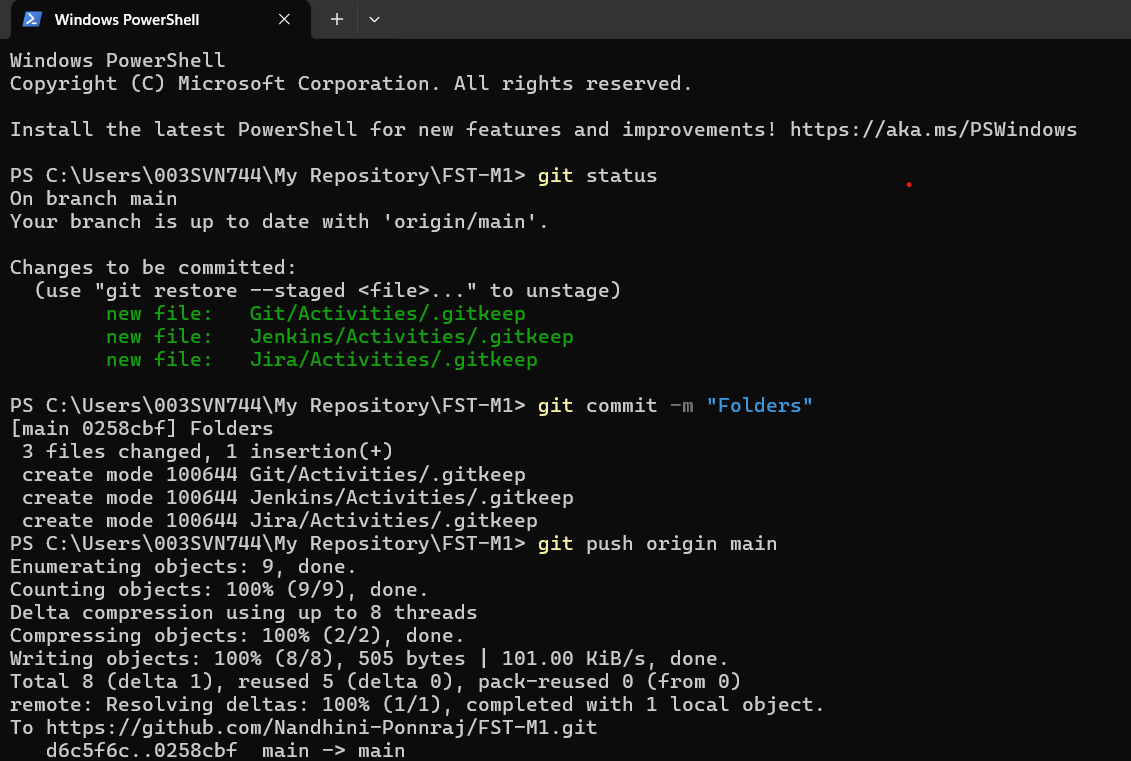 Windows PowerShell
Windows PowerShell
Copyright (C) Microsoft Corporation. All rights reserved.
Install the latest PowerShell for new features and improvements! https://aka.ms/PSWindows
PS C:\Users\003SVN744\My Repository\FST-M1> git status
On branch main
Your branch is up to date with 'origin/main'.
Changes to be committed:
  (use "git restore --staged <file>..." to unstage)
        new file:   Git/Activities/.gitkeep
        new file:   Jenkins/Activities/.gitkeep
        new file:   Jira/Activities/.gitkeep
PS C:\Users\003SVN744\My Repository\FST-M1> git commit -m "Folders"
[main 0258cbf] Folders
 3 files changed, 1 insertion(+)
 create mode 100644 Git/Activities/.gitkeep
 create mode 100644 Jenkins/Activities/.gitkeep
 create mode 100644 Jira/Activities/.gitkeep
PS C:\Users\003SVN744\My Repository\FST-M1> git push origin main
Enumerating objects: 9, done.
Counting objects: 100% (9/9), done.
Delta compression using up to 8 threads
Compressing objects: 100% (2/2), done.
Writing objects: 100% (8/8), 505 bytes | 101.00 KiB/s, done.
Total 8 (delta 1), reused 5 (delta 0), pack-reused 0 (from 0)
remote: Resolving deltas: 100% (1/1), completed with 1 local object.
To https://github.com/Nandhini-Ponnraj/FST-M1.git
   d6c5f6c..0258cbf  main -> main